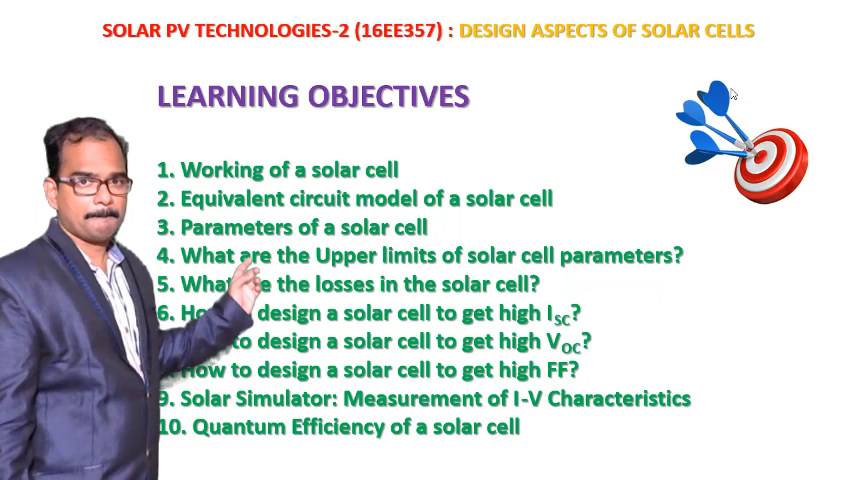 SOLAR PV TECHNOLOGIES-2 (16EE357) : DESIGN ASPECTS OF SOLAR CELLS
LEARNING OBJECTIVES
1. Working of a solar cell
2. Equivalent circuit model of a solar cell
3. Parameters of a solar cell
4. What are the Upper limits of solar cell parameters?
5. What the losses in the solar cell?
6. design a solar cell to get high I_SC?
to design a solar cell to get high V_OC?
How to design a solar cell to get high FF?
9. Solar Simulator: Measurement of I-V Characteristics
10. Quantum Efficiency of a solar cell